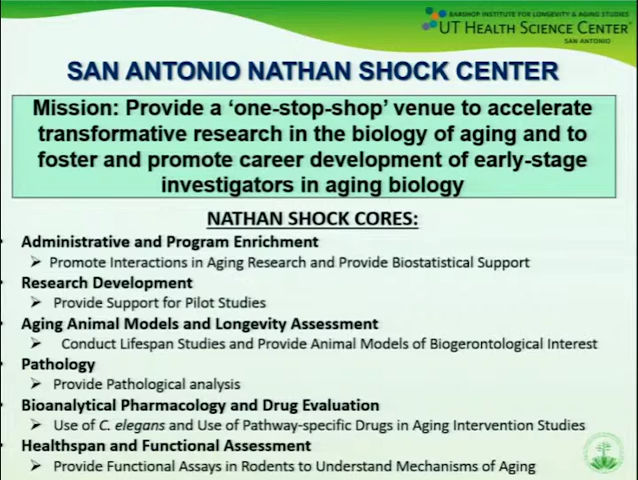 BARSHOP INSTITUTE FOR LONGEVITY & AGING STUDIES
UT HEALTH SCIENCE CENTER
SAN ANTONIO
SAN ANTONIO NATHAN SHOCK CENTER
Mission: Provide a ‘one-stop-shop’ venue to accelerate
transformative research in the biology of aging and to
foster and promote career development of early-stage
investigators in aging biology
NATHAN SHOCK CORES:
Administrative and Program Enrichment
➢ Promote Interactions in Aging Research and Provide Biostatistical Support
Research Development
➢ Provide Support for Pilot Studies
Aging Animal Models and Longevity Assessment
➢ Conduct Lifespan Studies and Provide Animal Models of Biogerontological Interest
Pathology
➢ Provide Pathological analysis
Bioanalytical Pharmacology and Drug Evaluation
➢ Use of C. elegans and Use of Pathway-specific Drugs in Aging Intervention Studies
Healthspan and Functional Assessment
➢ Provide Functional Assays in Rodents to Understand Mechanisms of Aging